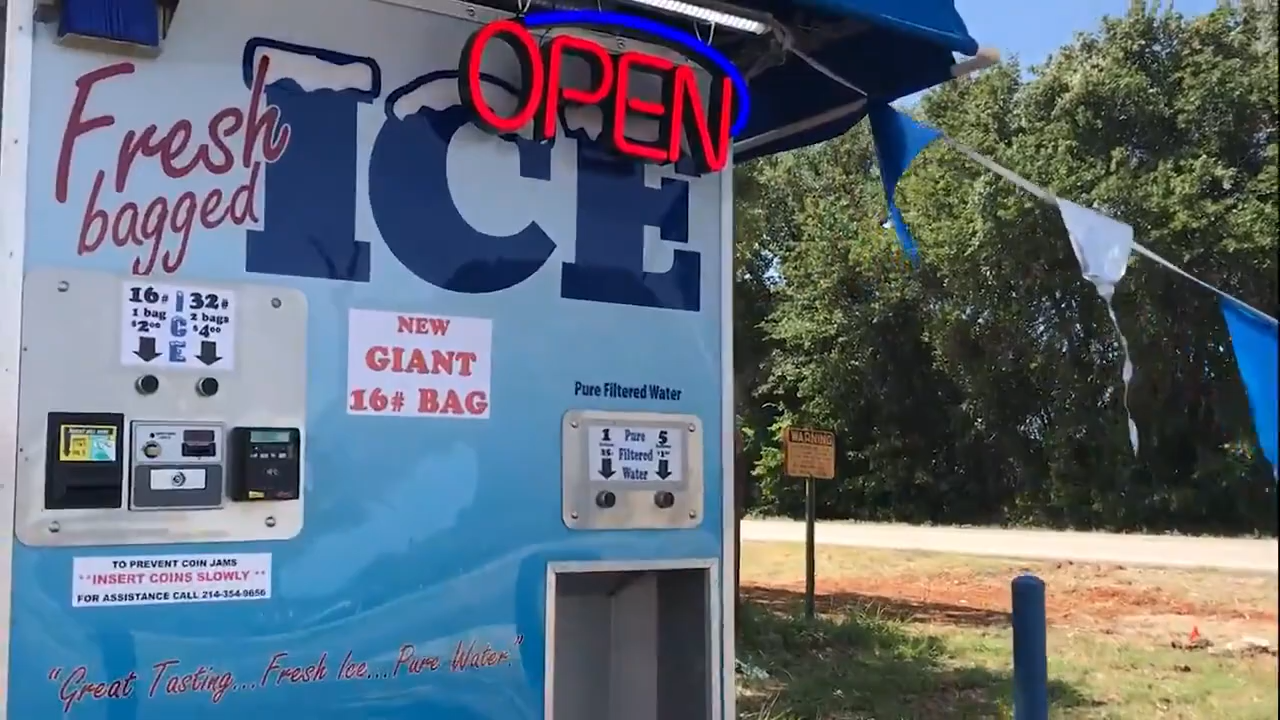 OPEN
Fresh
bagged
ICE
16# ICE 32#
1 bag 2 bags
$2.00 $4.00
NEW
GIANT
16# BAG
Pure Filtered Water
1 Pure 5
Filtered
Water
WARNING
TO PREVENT COIN JAMS
**INSERT COINS SLOWLY**
FOR ASSISTANCE CALL 214-354-9656
"Great Tasting...Fresh Ice...Pure Water."